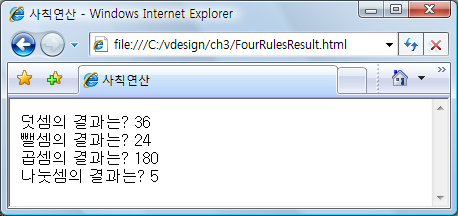 사칙연산 - Windows Internet Explorer
file:///C:/vdesign/ch3/FourRulesResult.html
사칙연산
덧셈의 결과는? 36
뺄셈의 결과는? 24
곱셈의 결과는? 180
나눗셈의 결과는? 5